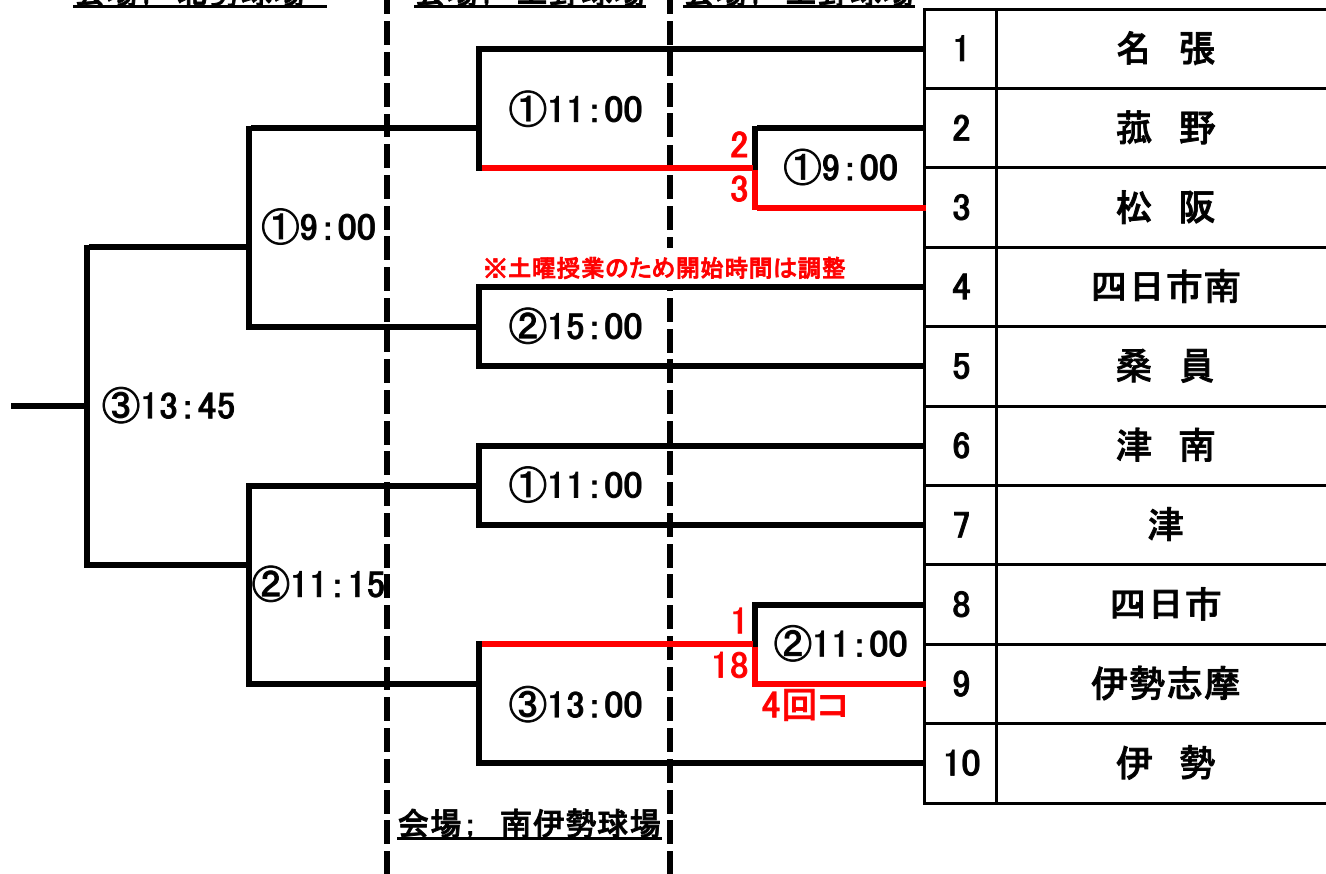 1 名 張
①11:00
2 菰 野
2
①9:00
3
3 松 阪
①9:00
※土曜授業のため開始時間は調整
4 四日市南
②15:00
5 桑 員
③13:45
6 津 南
①11:00
7 津
②11:15
8 四日市
1
②11:00
18
9 伊勢志摩
4回コ
③13:00
10 伊 勢
会場; 南伊勢球場